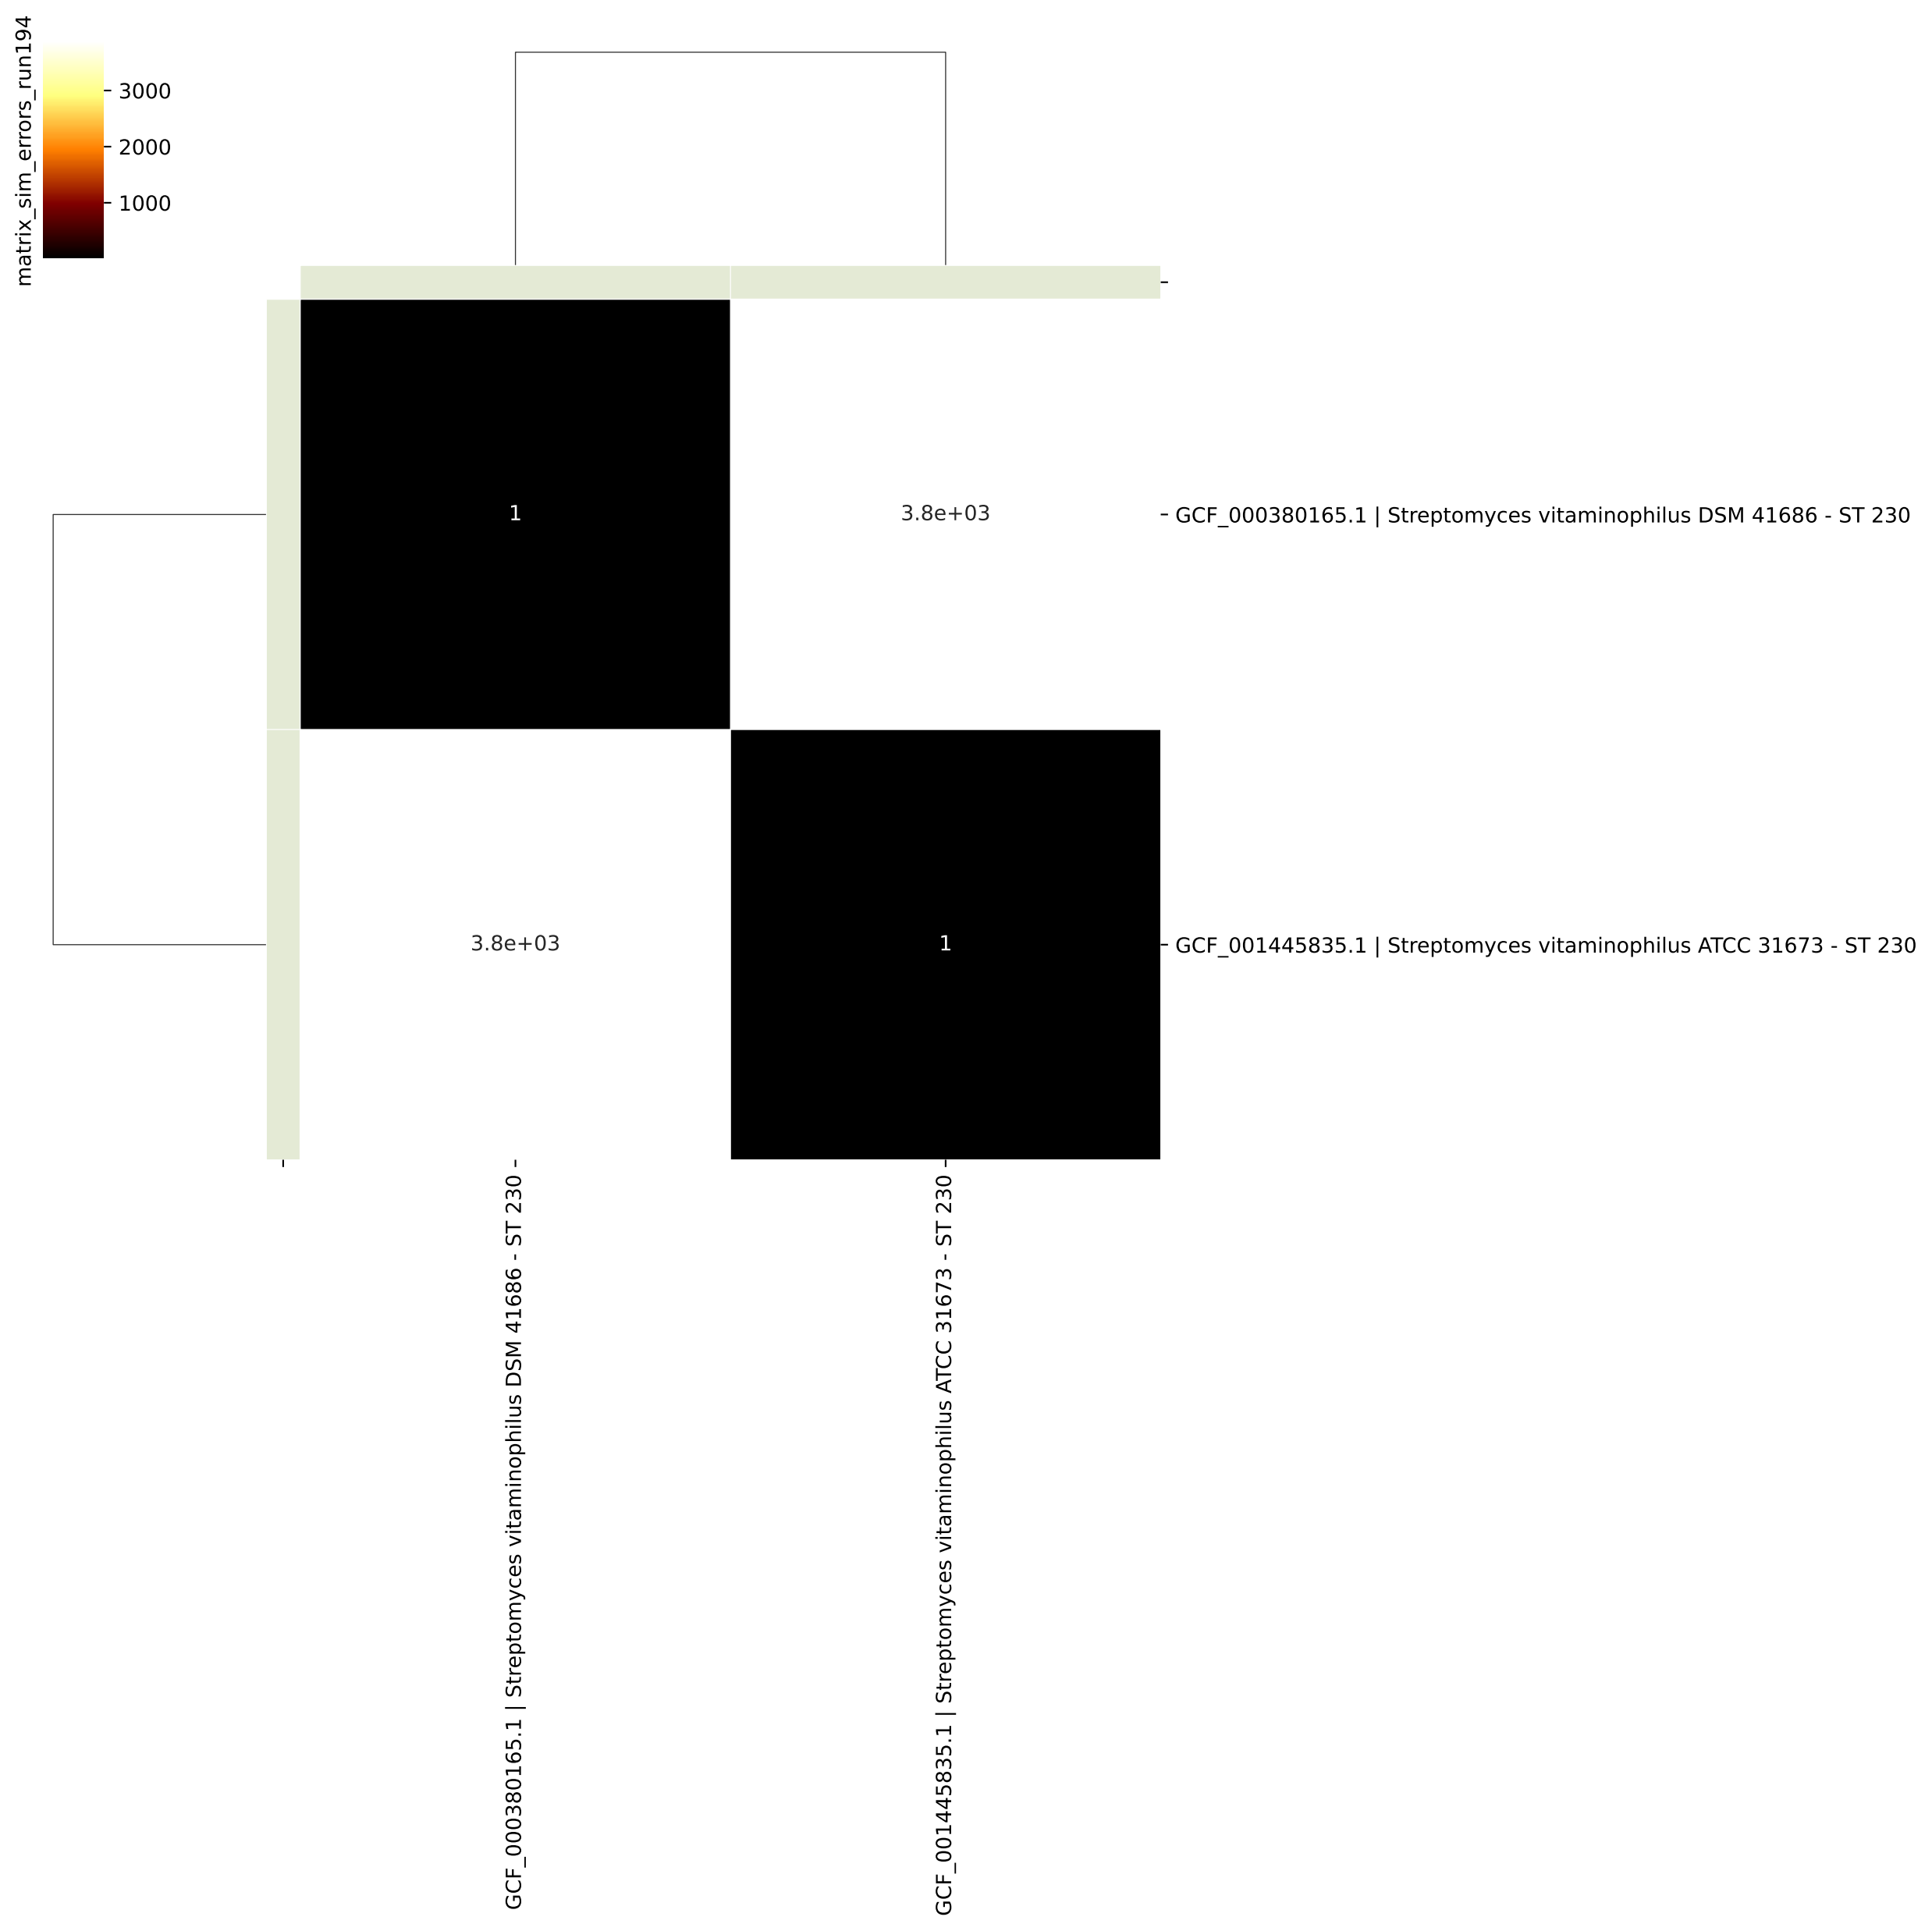 matrix_sim_errors_run194
3000
2000
1000
1
3.8e+03
GCF_000380165.1 | Streptomyces vitaminophilus DSM 41686 - ST 230
3.8e+03
1
GCF_001445835.1 | Streptomyces vitaminophilus ATCC 31673 - ST 230
GCF_000380165.1 | Streptomyces vitaminophilus DSM 41686 - ST 230
GCF_001445835.1 | Streptomyces vitaminophilus ATCC 31673 - ST 230